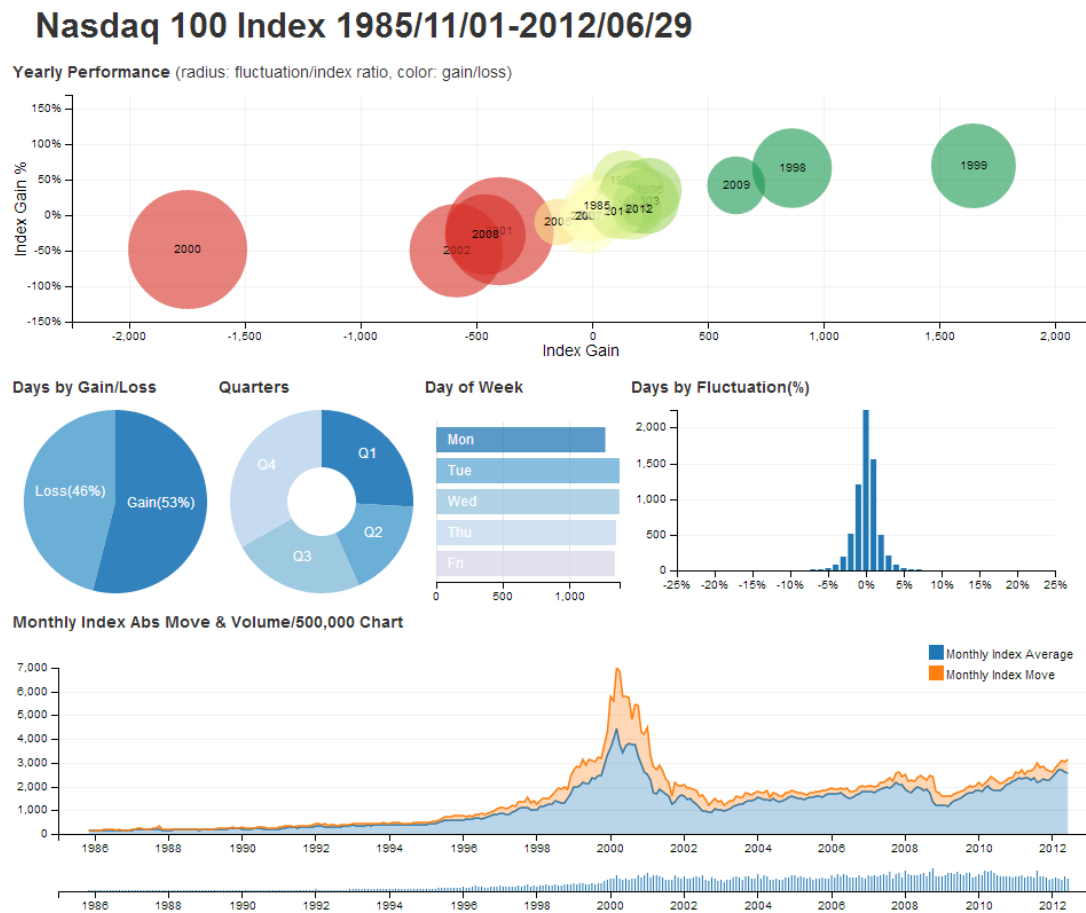 Nasdaq 100 Index 1985/11/01-2012/06/29
Yearly Performance (radius: fluctuation/index ratio, color: gain/loss)
150%
100%
50%
0%
-50%
-100%
-150%
Index Gain %
2000
2002
2008
1985
2012
2009
1998
1999
-2,000 -1,500 -1,000 -500 0 500 1,000 1,500 2,000
Index Gain
Days by Gain/Loss Quarters Day of Week Days by Fluctuation(%)
Loss(46%) Gain(53%)
Q4 Q1
Q3 Q2
Mon
Tue
Wed
Thu
Fri
0 500 1,000
2,000
1,500
1,000
500
0
-25% -20% -15% -10% -5% 0% 5% 10% 15% 20% 25%
Monthly Index Abs Move & Volume/500,000 Chart
Monthly Index Average
Monthly Index Move
7,000
6,000
5,000
4,000
3,000
2,000
1,000
0
1986 1988 1990 1992 1994 1996 1998 2000 2002 2004 2006 2008 2010 2012
1986 1988 1990 1992 1994 1996 1998 2000 2002 2004 2006 2008 2010 2012